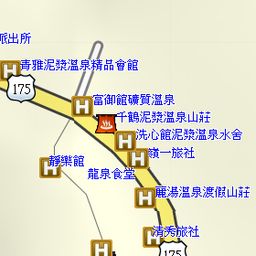 派出所
青雅泥漿溫泉精品會館
175
富御館礦質溫泉
千鶴泥漿溫泉山莊
洗心館泥漿溫泉水舍
嶺一旅社
靜樂館
龍泉食堂
麗湯溫泉渡假山莊
清秀旅社
175